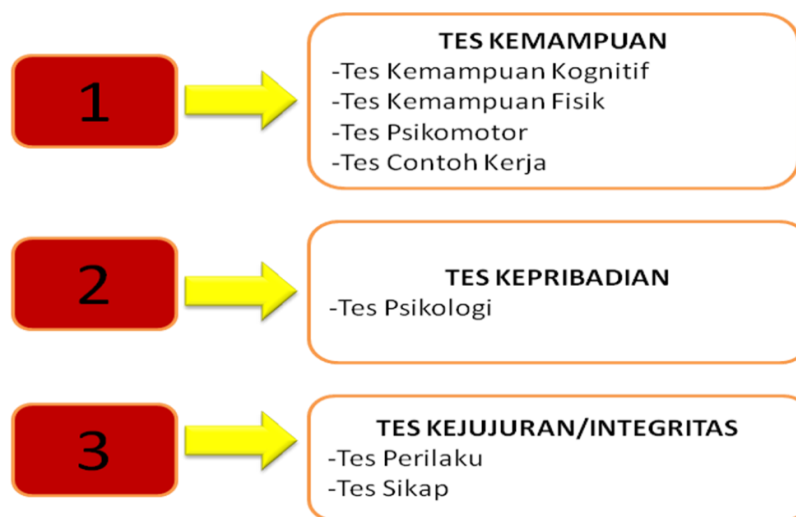 1
TES KEMAMPUAN
-Tes Kemampuan Kognitif
-Tes Kemampuan Fisik
-Tes Psikomotor
-Tes Contoh Kerja
2
TES KEPRIBADIAN
-Tes Psikologi
3
TES KEJUJURAN/INTEGRITAS
-Tes Perilaku
-Tes Sikap